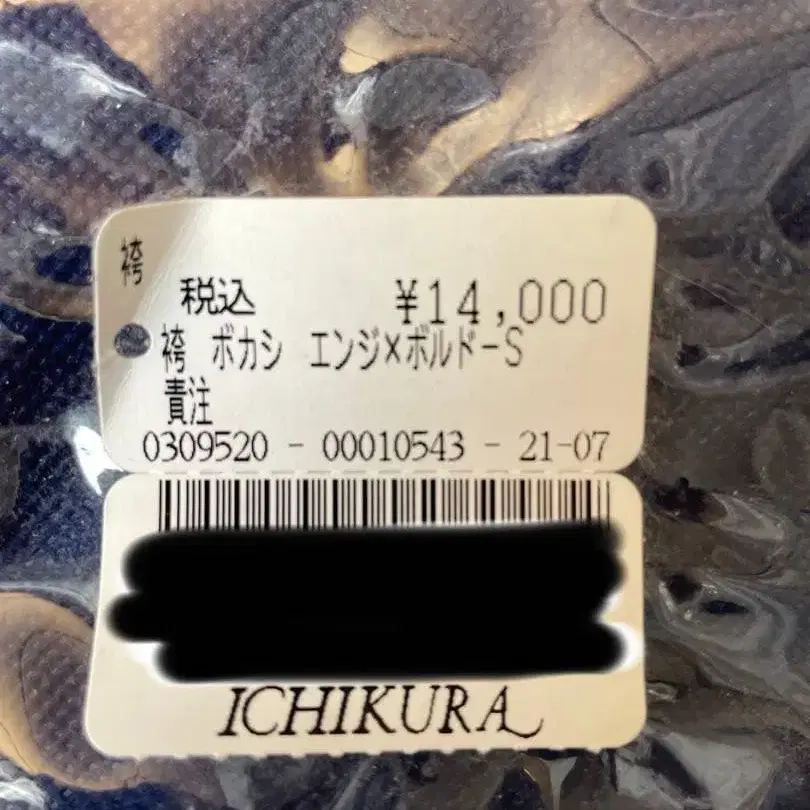 袴
税込 ¥14,000
袴 ボカシ エンジ×ボルドーS
責注
0309520 - 00010543 - 21-07
ICHIKURA